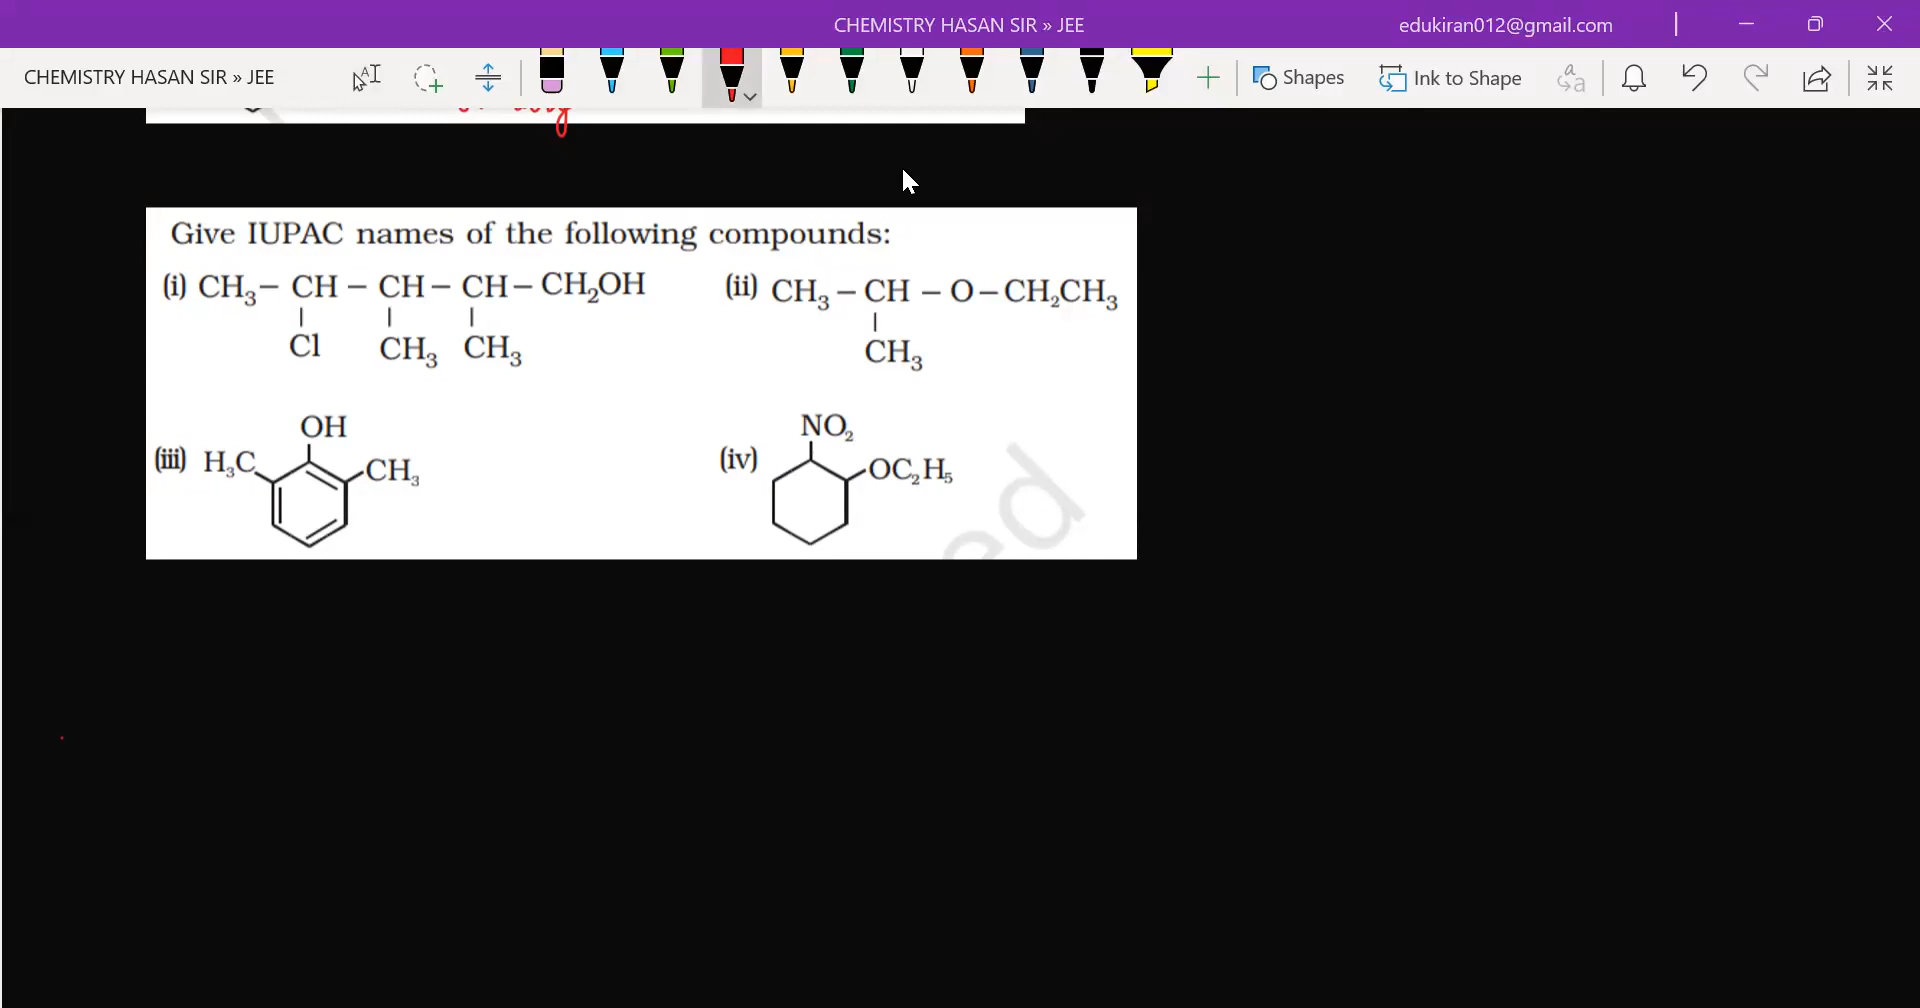 CHEMISTRY HASAN SIR » JEE
edukiran012@gmail.com
CHEMISTRY HASAN SIR » JEE
Shapes
Ink to Shape
Give IUPAC names of the following compounds:
(i) CH₃ – CH – CH – CH – CH₂OH
Cl CH₃ CH₃
(ii) CH₃ – CH – O – CH₂CH₃
CH₃
(iii) H₃C OH CH₃
(iv) NO₂ OC₂H₅
ed